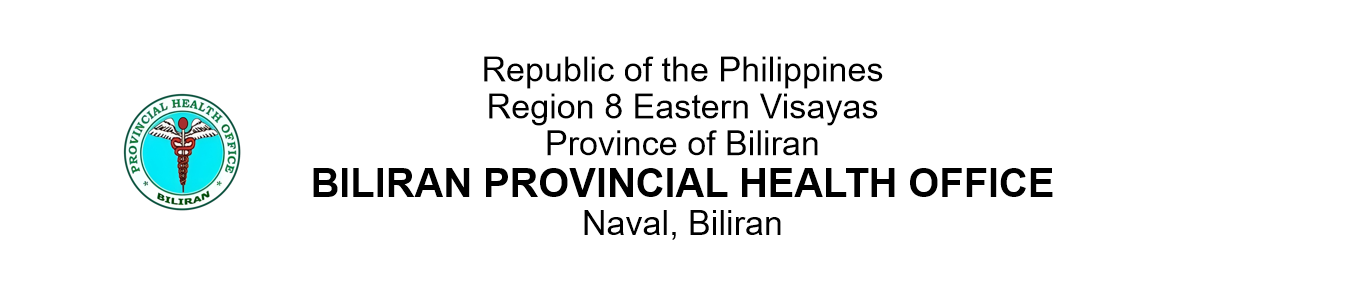 Republic of the Philippines
Region 8 Eastern Visayas
Province of Biliran
BILIRAN PROVINCIAL HEALTH OFFICE
Naval, Biliran
PROVINCIAL HEALTH OFFICE
BILIRAN